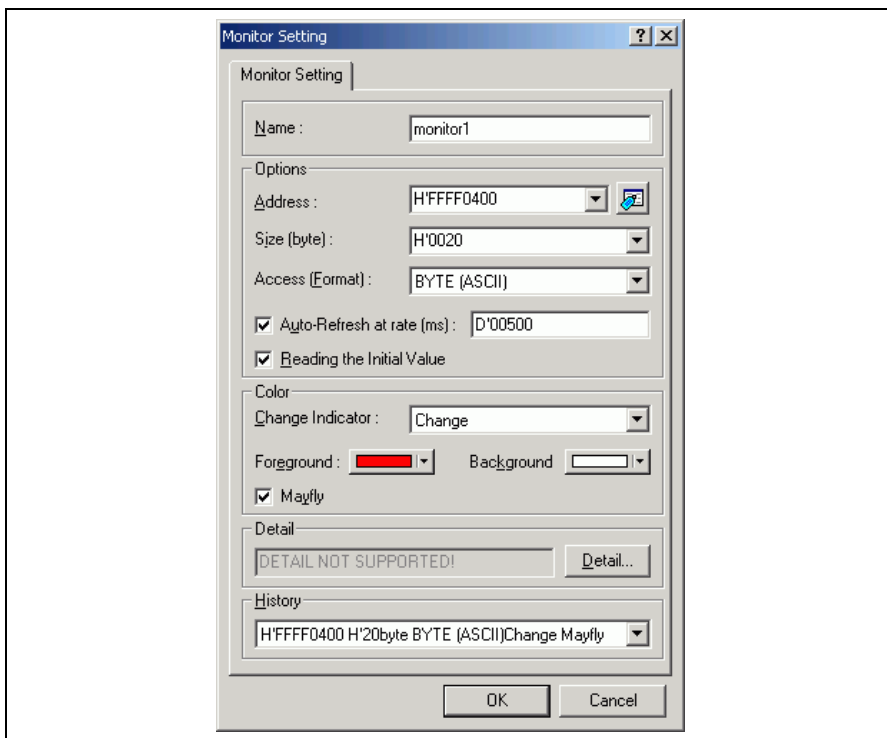 Monitor Setting
Monitor Setting
Name : monitor1
Options
Address : H'FFFF0400
Size (byte) : H'0020
Access (Format) : BYTE (ASCII)
Auto-Refresh at rate (ms) : D'00500
Reading the Initial Value
Color
Change Indicator : Change
Foreground : Background
Mayfly
Detail
DETAIL NOT SUPPORTED! Detail...
History
H'FFFF0400 H'20byte BYTE (ASCII)Change Mayfly
OK Cancel